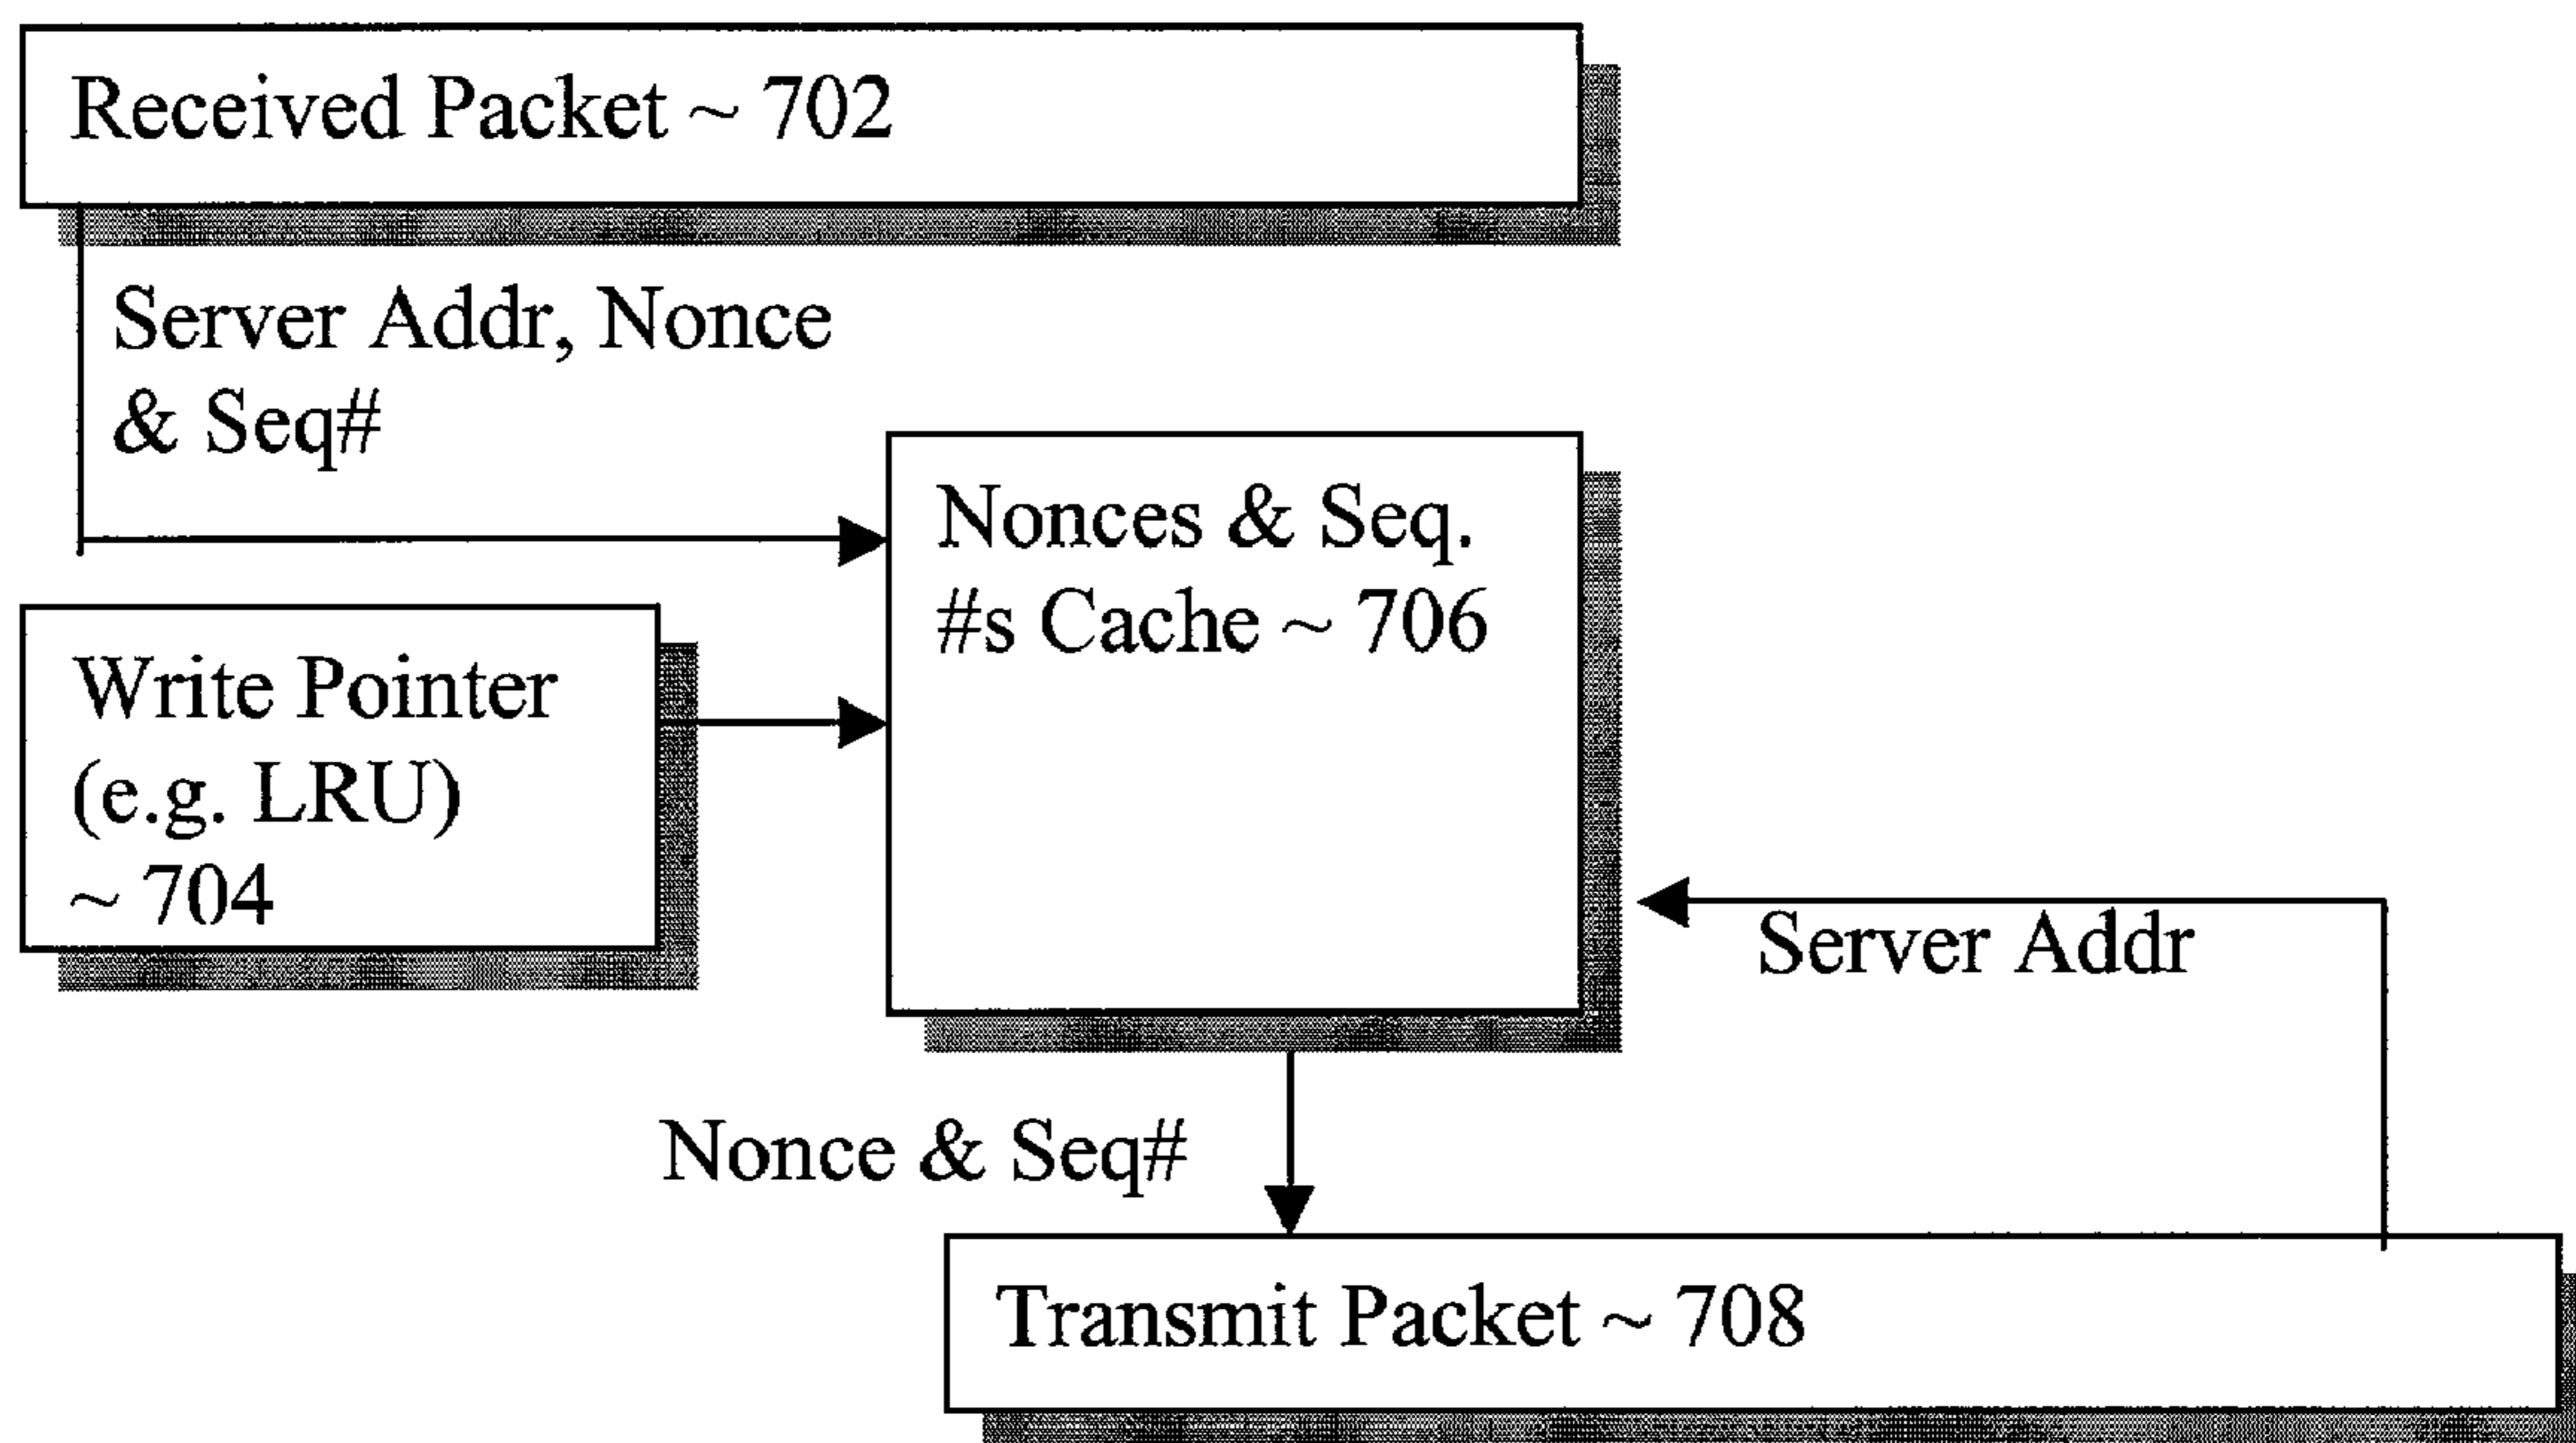 Received Packet ~ 702
Server Addr, Nonce
& Seq#
Nonces & Seq.
#s Cache ~ 706
Write Pointer
(e.g. LRU)
~ 704
Server Addr
Nonce & Seq#
Transmit Packet ~ 708